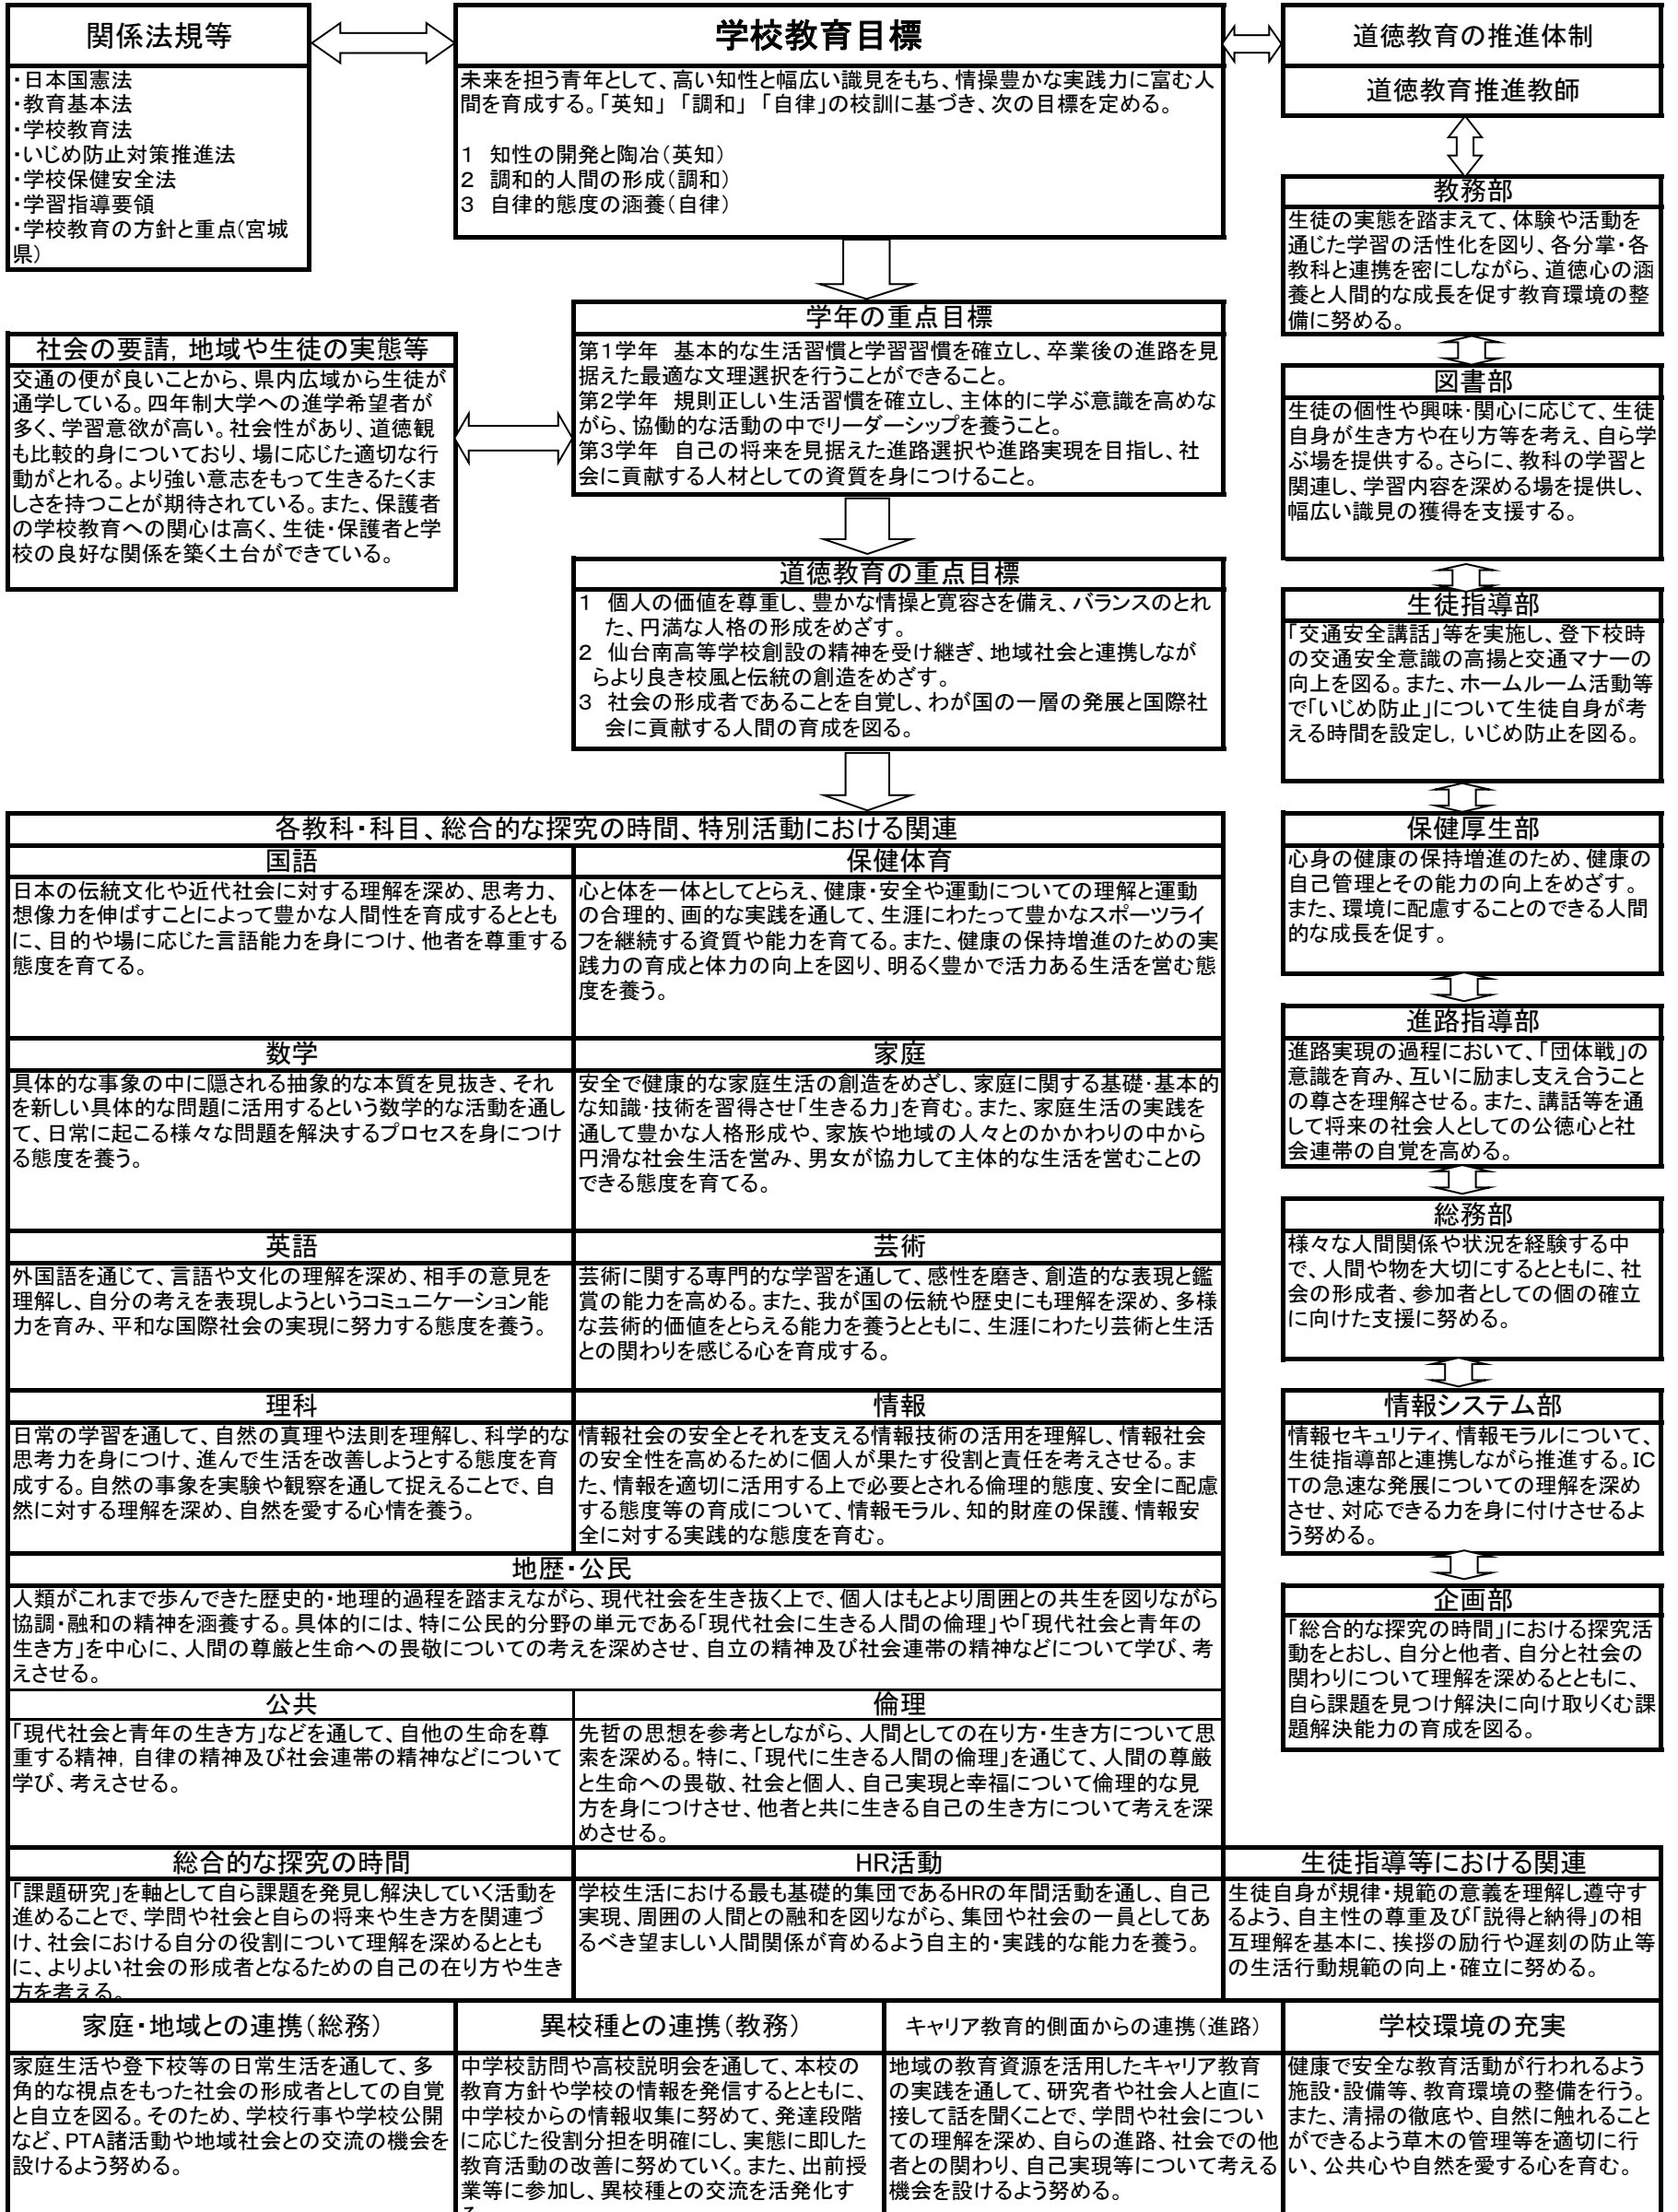 関係法規等
・日本国憲法
・教育基本法
・学校教育法
・いじめ防止対策推進法
・学校保健安全法
・学習指導要領
・学校教育の方針と重点(宮城
県)
学校教育目標
未来を担う青年として、高い知性と幅広い識見をもち、情操豊かな実践力に富む人
間を育成する。「英知」「調和」「自律」の校訓に基づき、次の目標を定める。
1 知性の開発と陶冶(英知)
2 調和的人間の形成(調和)
3 自律的態度の涵養(自律)
道徳教育の推進体制
道徳教育推進教師
教務部
生徒の実態を踏まえて、体験や活動を
通じた学習の活性化を図り、各分掌・各
教科と連携を密にしながら、道徳心の涵
養と人間的な成長を促す教育環境の整
備に努める。
社会の要請, 地域や生徒の実態等
交通の便が良いことから、県内広域から生徒が
通学している。四年制大学への進学希望者が
多く、学習意欲が高い。社会性があり、道徳観
も比較的身についており、場に応じた適切な行
動がとれる。より強い意志をもって生きるたくま
しさを持つことが期待されている。また、保護者
の学校教育への関心は高く、生徒・保護者と学
校の良好な関係を築く土台ができている。
学年の重点目標
第1学年 基本的な生活習慣と学習習慣を確立し、卒業後の進路を見
据えた最適な文理選択を行うことができること。
第2学年 規則正しい生活習慣を確立し、主体的に学ぶ意識を高めな
がら、協働的な活動の中でリーダーシップを養うこと。
第3学年 自己の将来を見据えた進路選択や進路実現を目指し、社
会に貢献する人材としての資質を身につけること。
図書部
生徒の個性や興味・関心に応じて、生徒
自身が生き方や在り方等を考え、自ら学
ぶ場を提供する。さらに、教科の学習と
関連し、学習内容を深める場を提供し、
幅広い識見の獲得を支援する。
道徳教育の重点目標
1 個人の価値を尊重し、豊かな情操と寛容さを備え、バランスのとれ
た、円満な人格の形成をめざす。
2 仙台南高等学校創設の精神を受け継ぎ、地域社会と連携しなが
らより良き校風と伝統の創造をめざす。
3 社会の形成者であることを自覚し、わが国の一層の発展と国際社
会に貢献する人間の育成を図る。
生徒指導部
「交通安全講話」等を実施し、登下校時
の交通安全意識の高揚と交通マナーの
向上を図る。また、ホームルーム活動等
で「いじめ防止」について生徒自身が考
える時間を設定し, いじめ防止を図る。
各教科・科目、総合的な探究の時間、特別活動における関連
国語
日本の伝統文化や近代社会に対する理解を深め、思考力、
想像力を伸ばすことによって豊かな人間性を育成するととも
に、目的や場に応じた言語能力を身につけ、他者を尊重する
態度を育てる。
保健体育
心と体を一体としてとらえ、健康・安全や運動についての理解と運動
の合理的、画的な実践を通して、生涯にわたって豊かなスポーツライ
フを継続する資質や能力を育てる。また、健康の保持増進のための実
践力の育成と体力の向上を図り、明るく豊かで活力ある生活を営む態
度を養う。
保健厚生部
心身の健康の保持増進のため、健康の
自己管理とその能力の向上をめざす。
また、環境に配慮することのできる人間
的な成長を促す。
数学
具体的な事象の中に隠される抽象的な本質を見抜き、それ
を新しい具体的な問題に活用するという数学的な活動を通し
て、日常に起こる様々な問題を解決するプロセスを身につけ
る態度を養う。
家庭
安全で健康的な家庭生活の創造をめざし、家庭に関する基礎・基本的
な知識・技術を習得させ「生きる力」を育む。また、家庭生活の実践を
通して豊かな人格形成や、家族や地域の人々とのかかわりの中から
円滑な社会生活を営み、男女が協力して主体的な生活を営むことの
できる態度を育てる。
進路指導部
進路実現の過程において、「団体戦」の
意識を育み、互いに励まし支え合うこと
の尊さを理解させる。また、講話等を通
して将来の社会人としての公徳心と社
会連帯の自覚を高める。
英語
外国語を通じて、言語や文化の理解を深め、相手の意見を
理解し、自分の考えを表現しようというコミュニケーション能
力を育み、平和な国際社会の実現に努力する態度を養う。
芸術
芸術に関する専門的な学習を通して、感性を磨き、創造的な表現と鑑
賞の能力を高める。また、我が国の伝統や歴史にも理解を深め、多様
な芸術的価値をとらえる能力を養うとともに、生涯にわたり芸術と生活
との関わりを感じる心を育成する。
総務部
様々な人間関係や状況を経験する中
で、人間や物を大切にするとともに、社
会の形成者、参加者としての個の確立
に向けた支援に努める。
理科
日常の学習を通して、自然の真理や法則を理解し、科学的な
思考力を身につけ、進んで生活を改善しようとする態度を育
成する。自然の事象を実験や観察を通して捉えることで、自
然に対する理解を深め、自然を愛する心情を養う。
情報
情報社会の安全とそれを支える情報技術の活用を理解し、情報社会
の安全性を高めるために個人が果たす役割と責任を考えさせる。ま
た、情報を適切に活用する上で必要とされる倫理的態度、安全に配慮
する態度等の育成について、情報モラル、知的財産の保護、情報安
全に対する実践的な態度を育む。
情報システム部
情報セキュリティ、情報モラルについて、
生徒指導部と連携しながら推進する。IC
Tの急速な発展についての理解を深め
させ、対応できる力を身に付けさせるよ
う努める。
地歴・公民
人類がこれまで歩んできた歴史的・地理的過程を踏まえながら、現代社会を生き抜く上で、個人はもとより周囲との共生を図りながら
協調・融和の精神を涵養する。具体的には、特に公民的分野の単元である「現代社会に生きる人間の倫理」や「現代社会と青年の
生き方」を中心に、人間の尊厳と生命への畏敬についての考えを深めさせ、自立の精神及び社会連帯の精神などについて学び、考
えさせる。
企画部
「総合的な探究の時間」における探究活
動をとおし、自分と他者、自分と社会の
関わりについて理解を深めるとともに、
自ら課題を見つけ解決に向け取りくむ課
題解決能力の育成を図る。
公共
「現代社会と青年の生き方」などを通して、自他の生命を尊
重する精神, 自律の精神及び社会連帯の精神などについて
学び、考えさせる。
倫理
先哲の思想を参考としながら、人間としての在り方・生き方について思
索を深める。特に、「現代に生きる人間の倫理」を通じて、人間の尊厳
と生命への畏敬、社会と個人、自己実現と幸福について倫理的な見
方を身につけさせ、他者と共に生きる自己の生き方について考えを深
めさせる。
総合的な探究の時間
「課題研究」を軸として自ら課題を発見し解決していく活動を
進めることで、学問や社会と自らの将来や生き方を関連づ
け、社会における自分の役割について理解を深めるととも
に、よりよい社会の形成者となるための自己の在り方や生き
方を考える。
HR活動
学校生活における最も基礎的集団であるHRの年間活動を通し、自己
実現、周囲の人間との融和を図りながら、集団や社会の一員としてあ
るべき望ましい人間関係が育めるよう自主的・実践的な能力を養う。
生徒指導等における関連
生徒自身が規律・規範の意義を理解し遵守す
るよう、自主性の尊重及び「説得と納得」の相
互理解を基本に、挨拶の励行や遅刻の防止等
の生活行動規範の向上・確立に努める。
家庭・地域との連携(総務)
家庭生活や登下校等の日常生活を通して、多
角的な視点をもった社会の形成者としての自覚
と自立を図る。そのため、学校行事や学校公開
など、PTA諸活動や地域社会との交流の機会を
設けるよう努める。
異校種との連携(教務)
中学校訪問や高校説明会を通して、本校の
教育方針や学校の情報を発信するとともに、
中学校からの情報収集に努めて、発達段階
に応じた役割分担を明確にし、実態に即した
教育活動の改善に努めていく。また、出前授
業等に参加し、異校種との交流を活発化す
キャリア教育的側面からの連携(進路)
地域の教育資源を活用したキャリア教育
の実践を通して、研究者や社会人と直に
接して話を聞くことで、学問や社会につい
ての理解を深め、自らの進路、社会での他
者との関わり、自己実現等について考える
機会を設けるよう努める。
学校環境の充実
健康で安全な教育活動が行われるよう
施設・設備等、教育環境の整備を行う。
また、清掃の徹底や、自然に触れること
ができるよう草木の管理等を適切に行
い、公共心や自然を愛する心を育む。